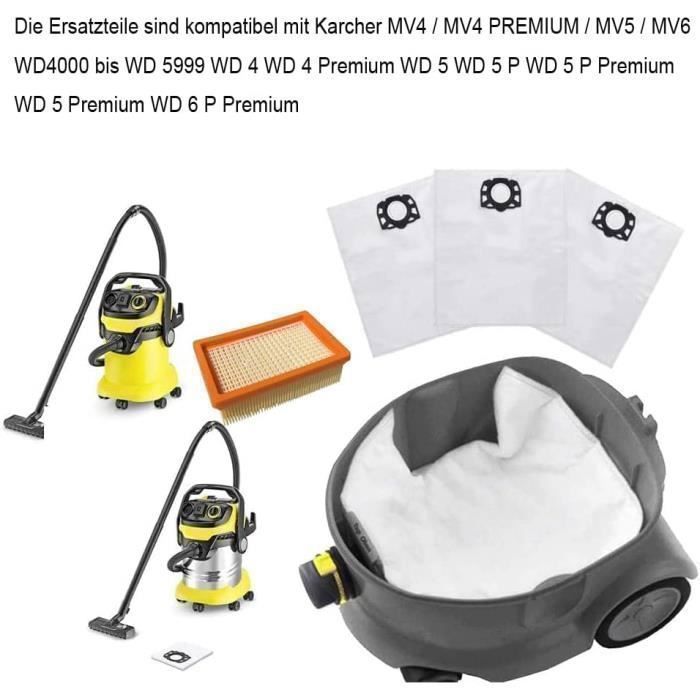 Die Ersatzteile sind kompatibel mit Karcher MV4 / MV4 PREMIUM / MV5 / MV6
WD4000 bis WD 5999 WD 4 WD 4 Premium WD 5 WD 5 P WD 5 P Premium
WD 5 Premium WD 6 P Premium